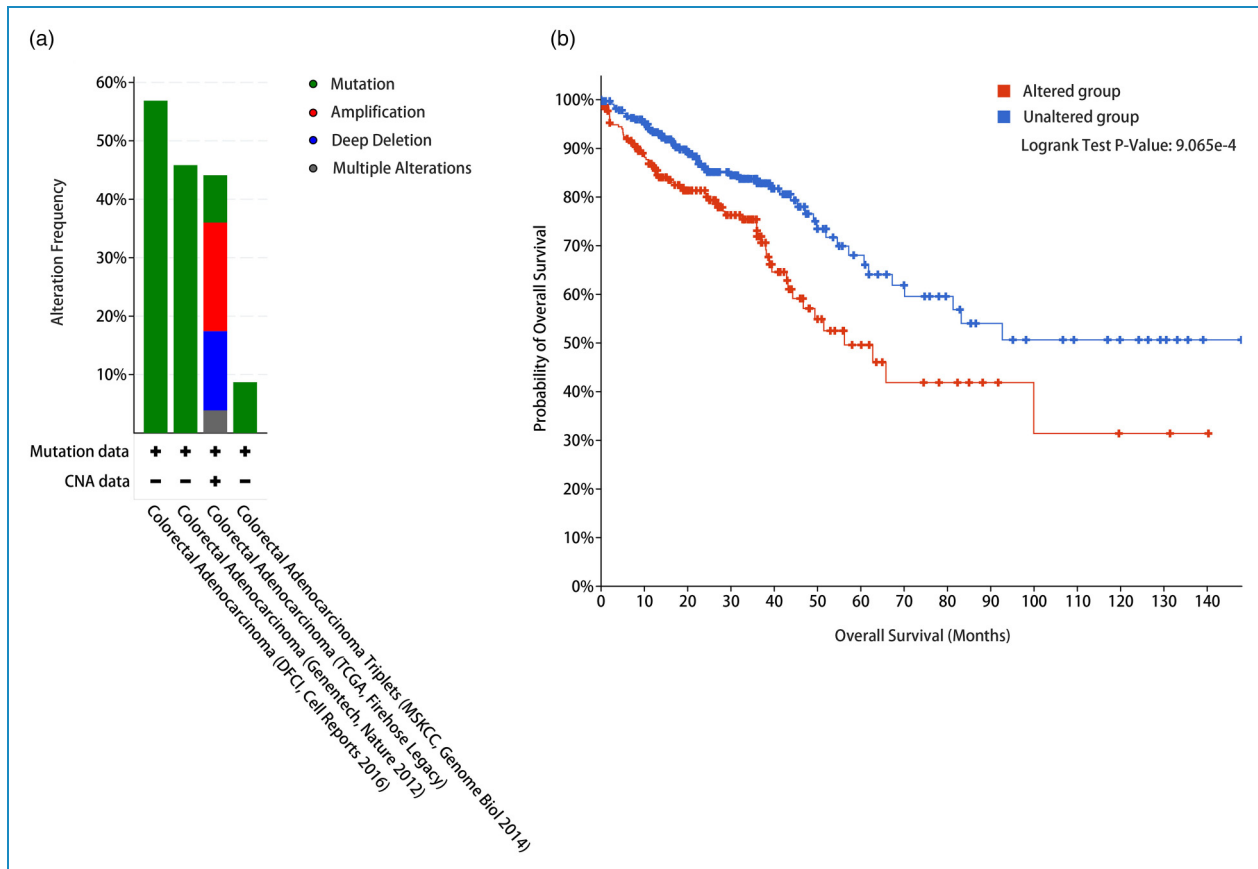 (a)
60%
50%
40%
30%
20%
10%
Alteration Frequency
Mutation
Amplification
Deep Deletion
Multiple Alterations
Mutation data + + + +
CNA data - - + -
Colorectal Adenocarcinoma (DFCI, Cell Reports 2016)
Colorectal Adenocarcinoma (Genentech, Nature 2012)
Colorectal Adenocarcinoma (TCGA, Firehose Legacy)
Colorectal Adenocarcinoma Triplets (MSKCC, Genome Biol 2014)
(b)
Altered group
Unaltered group
Logrank Test P-Value: 9.065e-4
100%
90%
80%
70%
60%
50%
40%
30%
20%
10%
0%
Probability of Overall Survival
0 10 20 30 40 50 60 70 80 90 100 110 120 130 140
Overall Survival (Months)